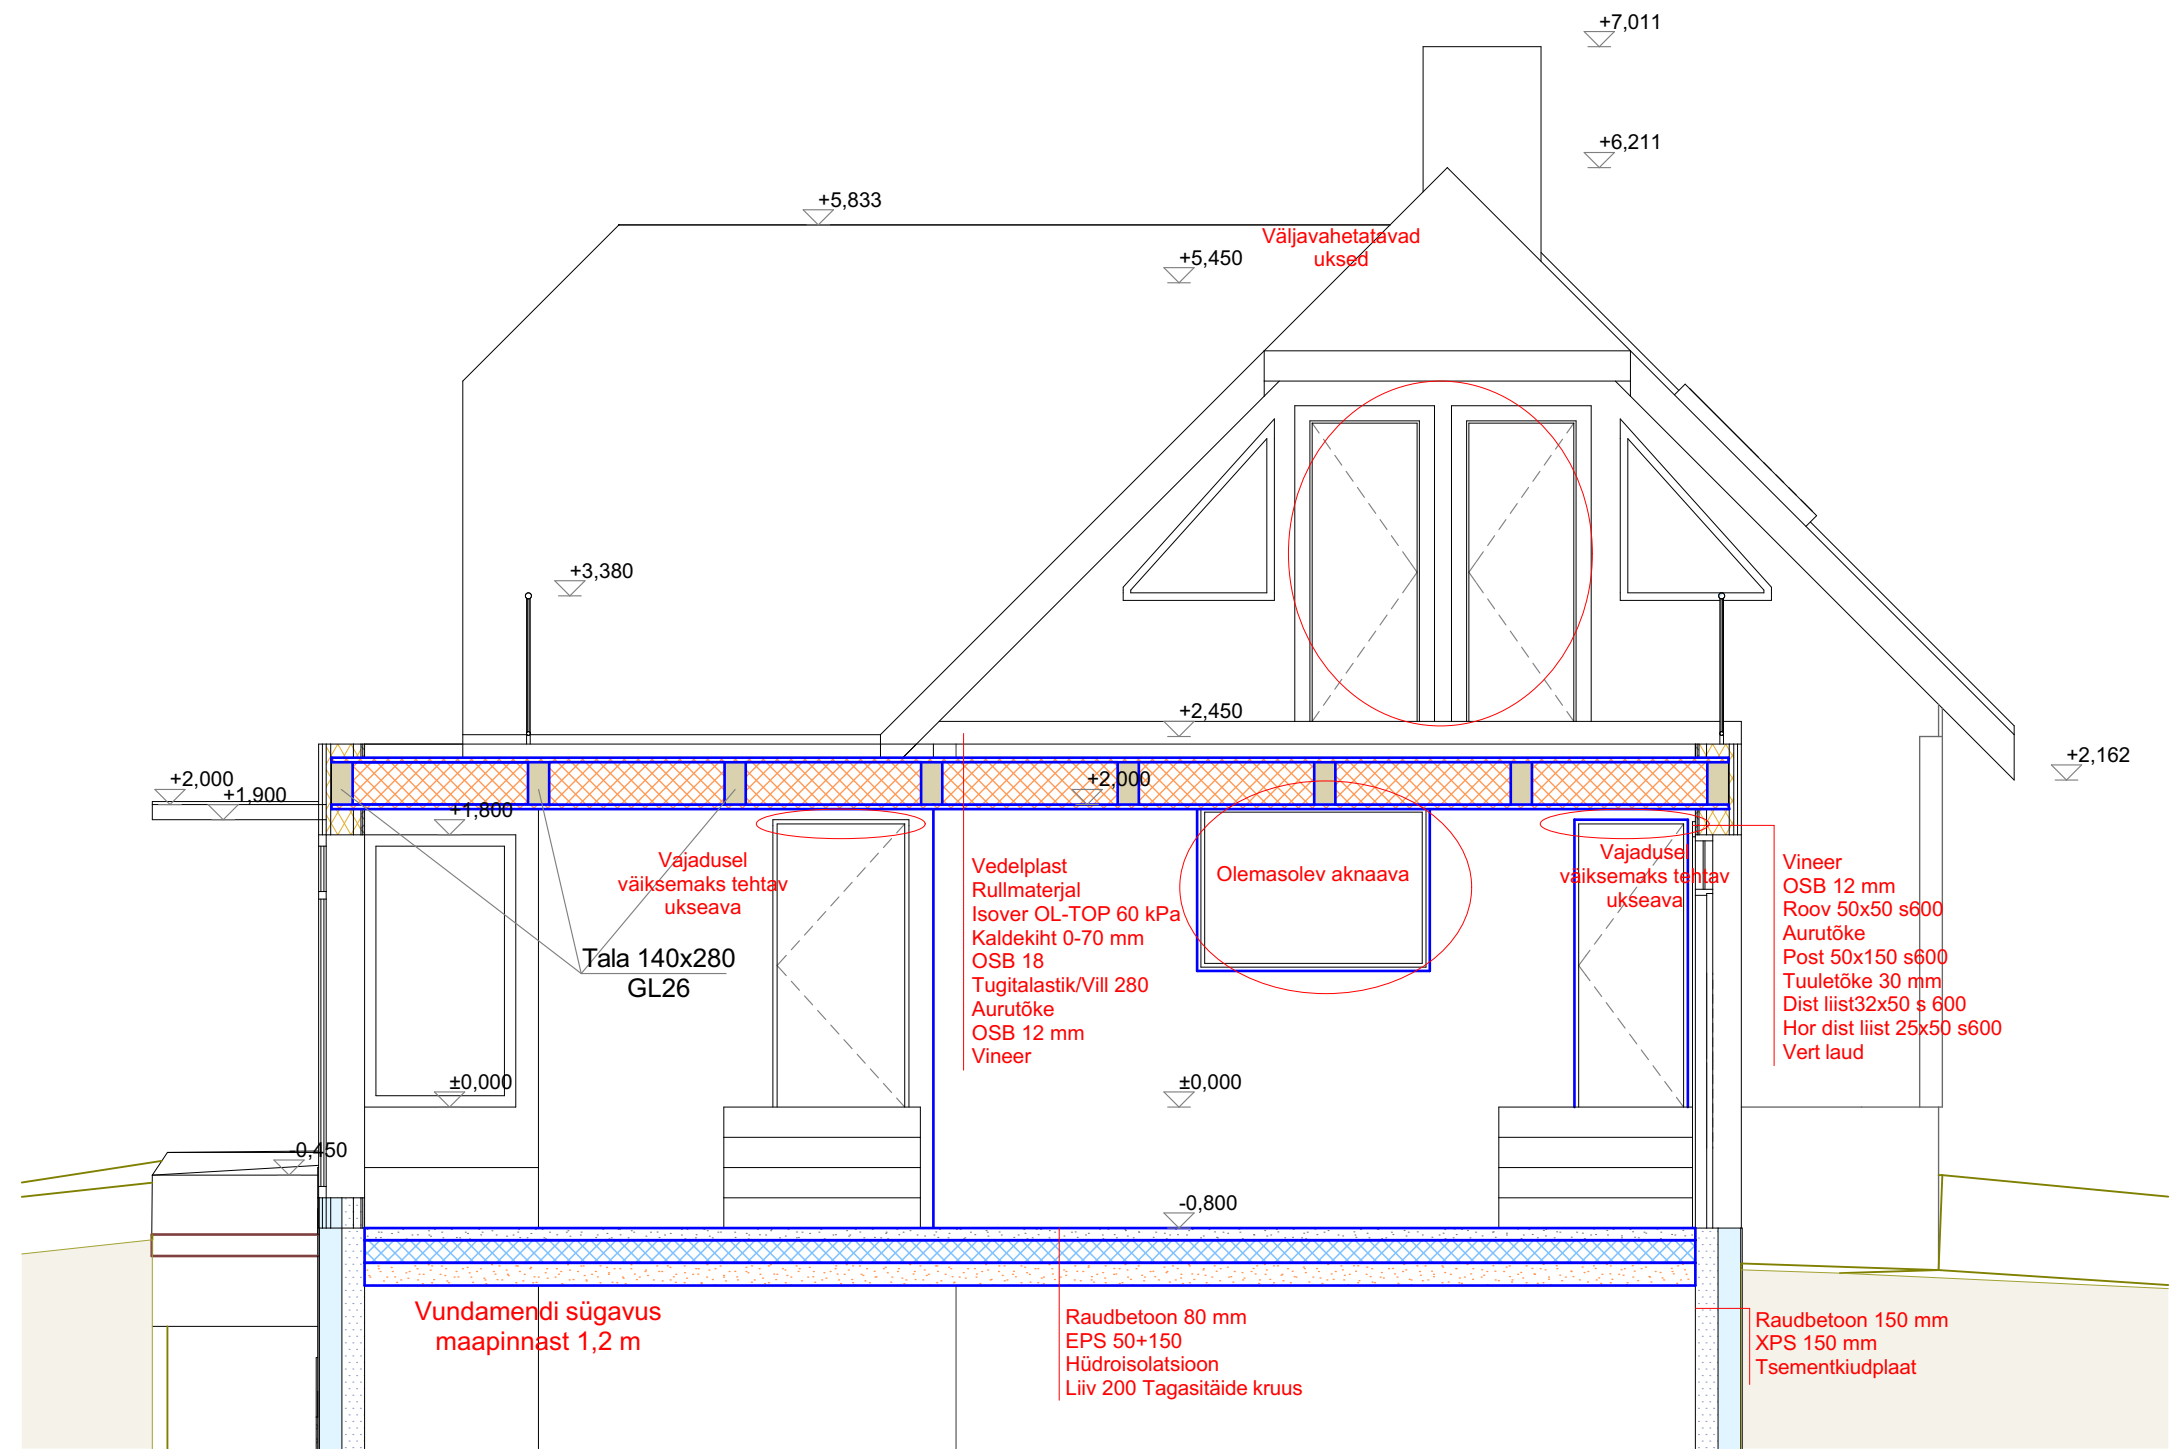 +7,011
+6,211
+5,833
Väljavahetatavad
uksed
+5,450
+3,380
+2,450
+2,162
+2,000
+1,900
+2,000
+1,800
Vajadusel
väiksemaks tehtav
ukseava
Tala 140x280
GL26
Vedelplast
Rullmaterjal
Isover OL-TOP 60 kPa
Kaldekiht 0-70 mm
OSB 18
Tugitalastik/Vill 280
Aurutõke
OSB 12 mm
Vineer
Olemasolev aknaava
Vajadusel
väiksemaks tehtav
ukseava
Vineer
OSB 12 mm
Roov 50x50 s600
Aurutõke
Post 50x150 s600
Tuuletõke 30 mm
Dist liist32x50 s 600
Hor dist liist 25x50 s600
Vert laud
±0,000
±0,000
-0,450
-0,800
Vundamendi sügavus
maapinnast 1,2 m
Raudbetoon 80 mm
EPS 50+150
Hüdroisolatsioon
Liiv 200 Tagasitäide kruus
Raudbetoon 150 mm
XPS 150 mm
Tsementkiudplaat